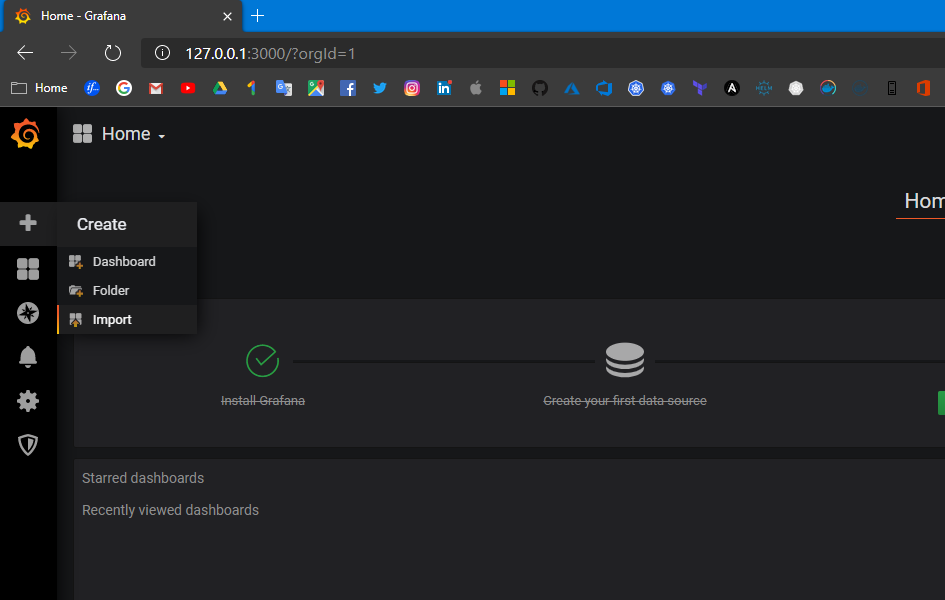 Home - Grafana
127.0.0.1:3000/?orgId=1
Home
Home
Create
Dashboard
Folder
Import
Install Grafana
Create your first data source
Starred dashboards
Recently viewed dashboards